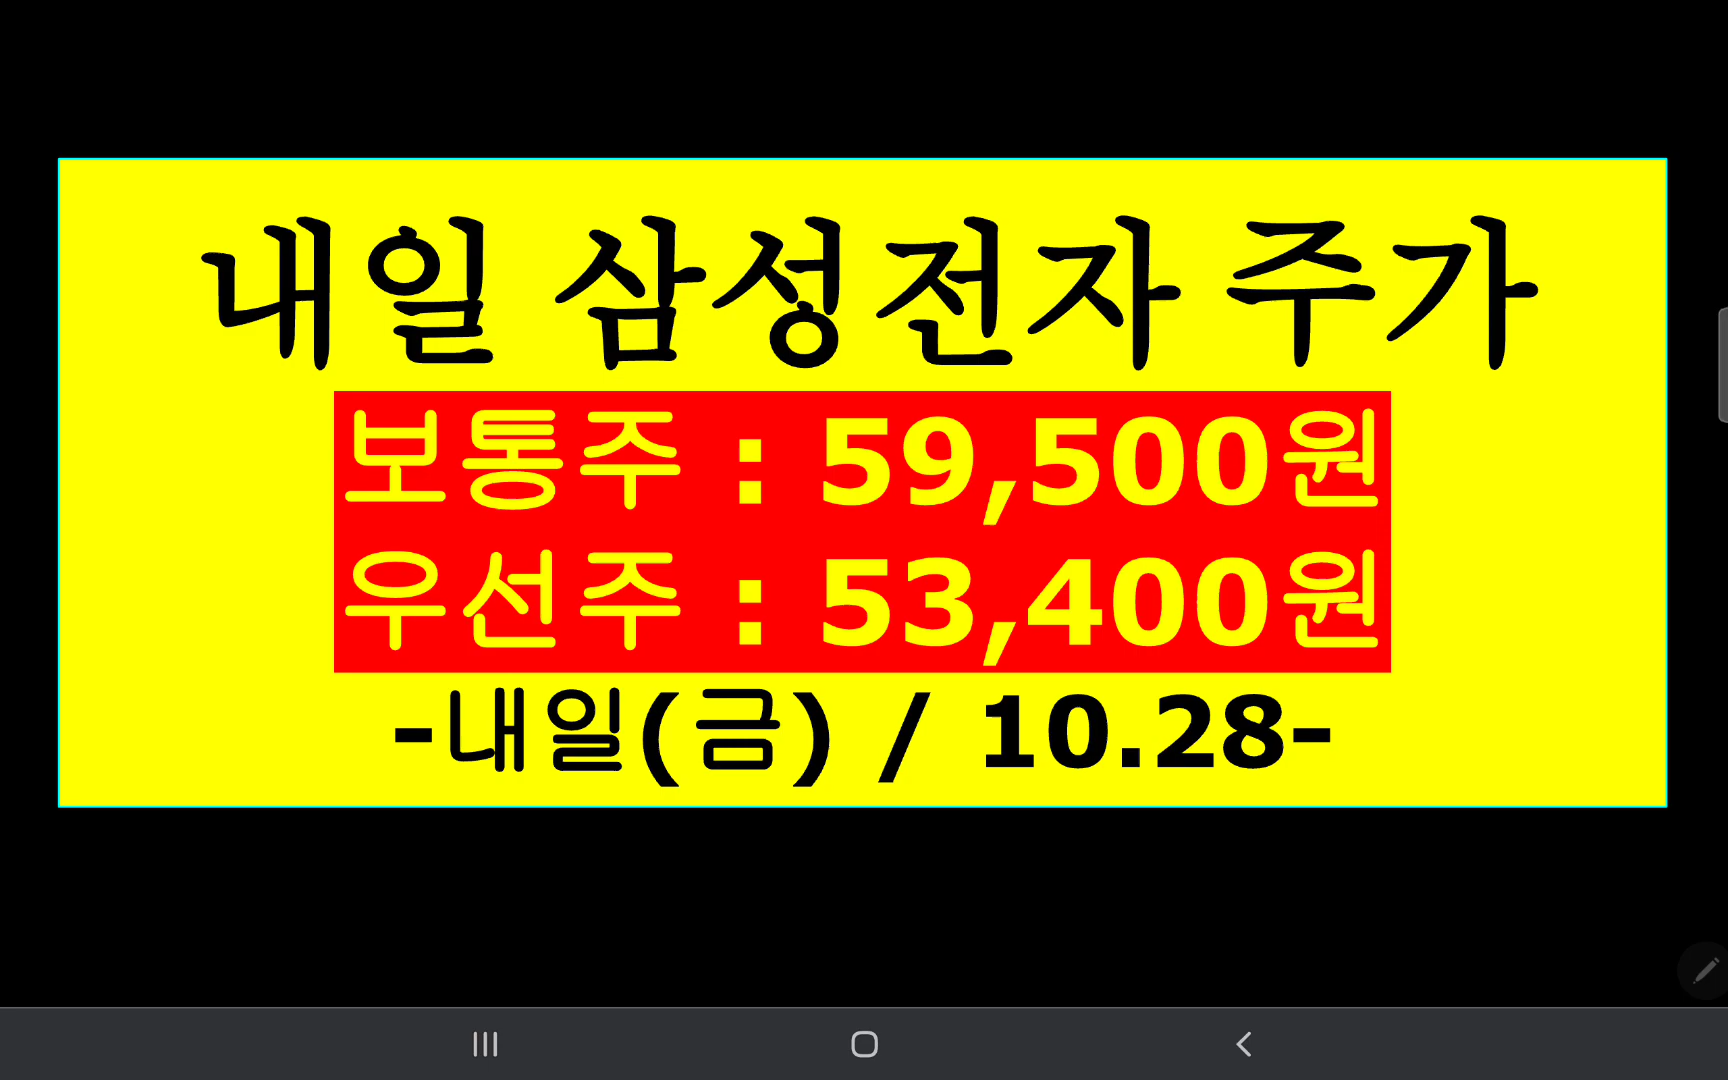 내일 삼성전자 주가
보통주 : 59,500원
우선주 : 53,400원
-내일(금) / 10.28-